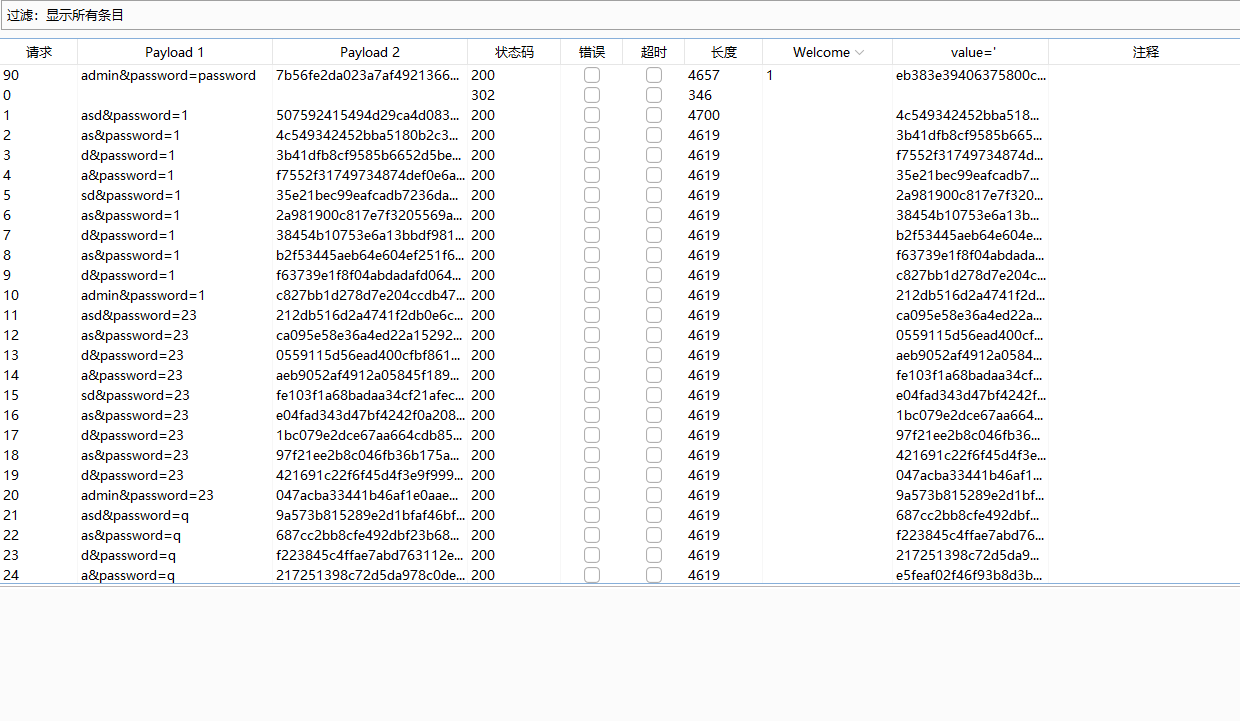 过滤：显示所有条目
请求 Payload 1 Payload 2 状态码 错误 超时 长度 Welcome value=' 注释
90 admin&password=password 7b56fe2da023a7af4921366... 200 4657 1 eb383e39406375800c...
0 302 346
1 asd&password=1 507592415494d29ca4d083... 200 4700 4c549342452bba518...
2 as&password=1 4c549342452bba5180b2c3... 200 4619 3b41dfb8cf9585b665...
3 d&password=1 3b41dfb8cf9585b6652d5be... 200 4619 f7552f31749734874d...
4 a&password=1 f7552f31749734874def0e6a... 200 4619 35e21bec99eafcadb7...
5 sd&password=1 35e21bec99eafcadb7236da... 200 4619 2a981900c817e7f320...
6 as&password=1 2a981900c817e7f3205569a... 200 4619 38454b10753e6a13b...
7 d&password=1 38454b10753e6a13bbdf981... 200 4619 b2f53445aeb64e604e...
8 as&password=1 b2f53445aeb64e604ef251f6... 200 4619 f63739e1f8f04abdada...
9 d&password=1 f63739e1f8f04abdadafd064... 200 4619 c827bb1d278d7e204c...
10 admin&password=1 c827bb1d278d7e204ccdb47... 200 4619 212db516d2a4741f2d...
11 asd&password=23 212db516d2a4741f2db0e6c... 200 4619 ca095e58e36a4ed22a...
12 as&password=23 ca095e58e36a4ed22a15292... 200 4619 0559115d56ead400cf...
13 d&password=23 0559115d56ead400cfbf861... 200 4619 aeb9052af4912a0584...
14 a&password=23 aeb9052af4912a05845f189... 200 4619 fe103f1a68badaa34cf...
15 sd&password=23 fe103f1a68badaa34cf21afec... 200 4619 e04fad343d47bf4242f...
16 as&password=23 e04fad343d47bf4242f0a208... 200 4619 1bc079e2dce67aa664...
17 d&password=23 1bc079e2dce67aa664cdb85... 200 4619 97f21ee2b8c046fb36...
18 as&password=23 97f21ee2b8c046fb36b175a... 200 4619 421691c22f6f45d4f3e...
19 d&password=23 421691c22f6f45d4f3e9f999... 200 4619 047acba33441b46af1...
20 admin&password=23 047acba33441b46af1e0aae... 200 4619 9a573b815289e2d1bf...
21 asd&password=q 9a573b815289e2d1bfaf46bf... 200 4619 687cc2bb8cfe492dbf...
22 as&password=q 687cc2bb8cfe492dbf23b68... 200 4619 f223845c4ffae7abd76...
23 d&password=q f223845c4ffae7abd763112e... 200 4619 217251398c72d5da9...
24 a&password=q 217251398c72d5da978c0de... 200 4619 e5feaf02f46f93b8d3b...